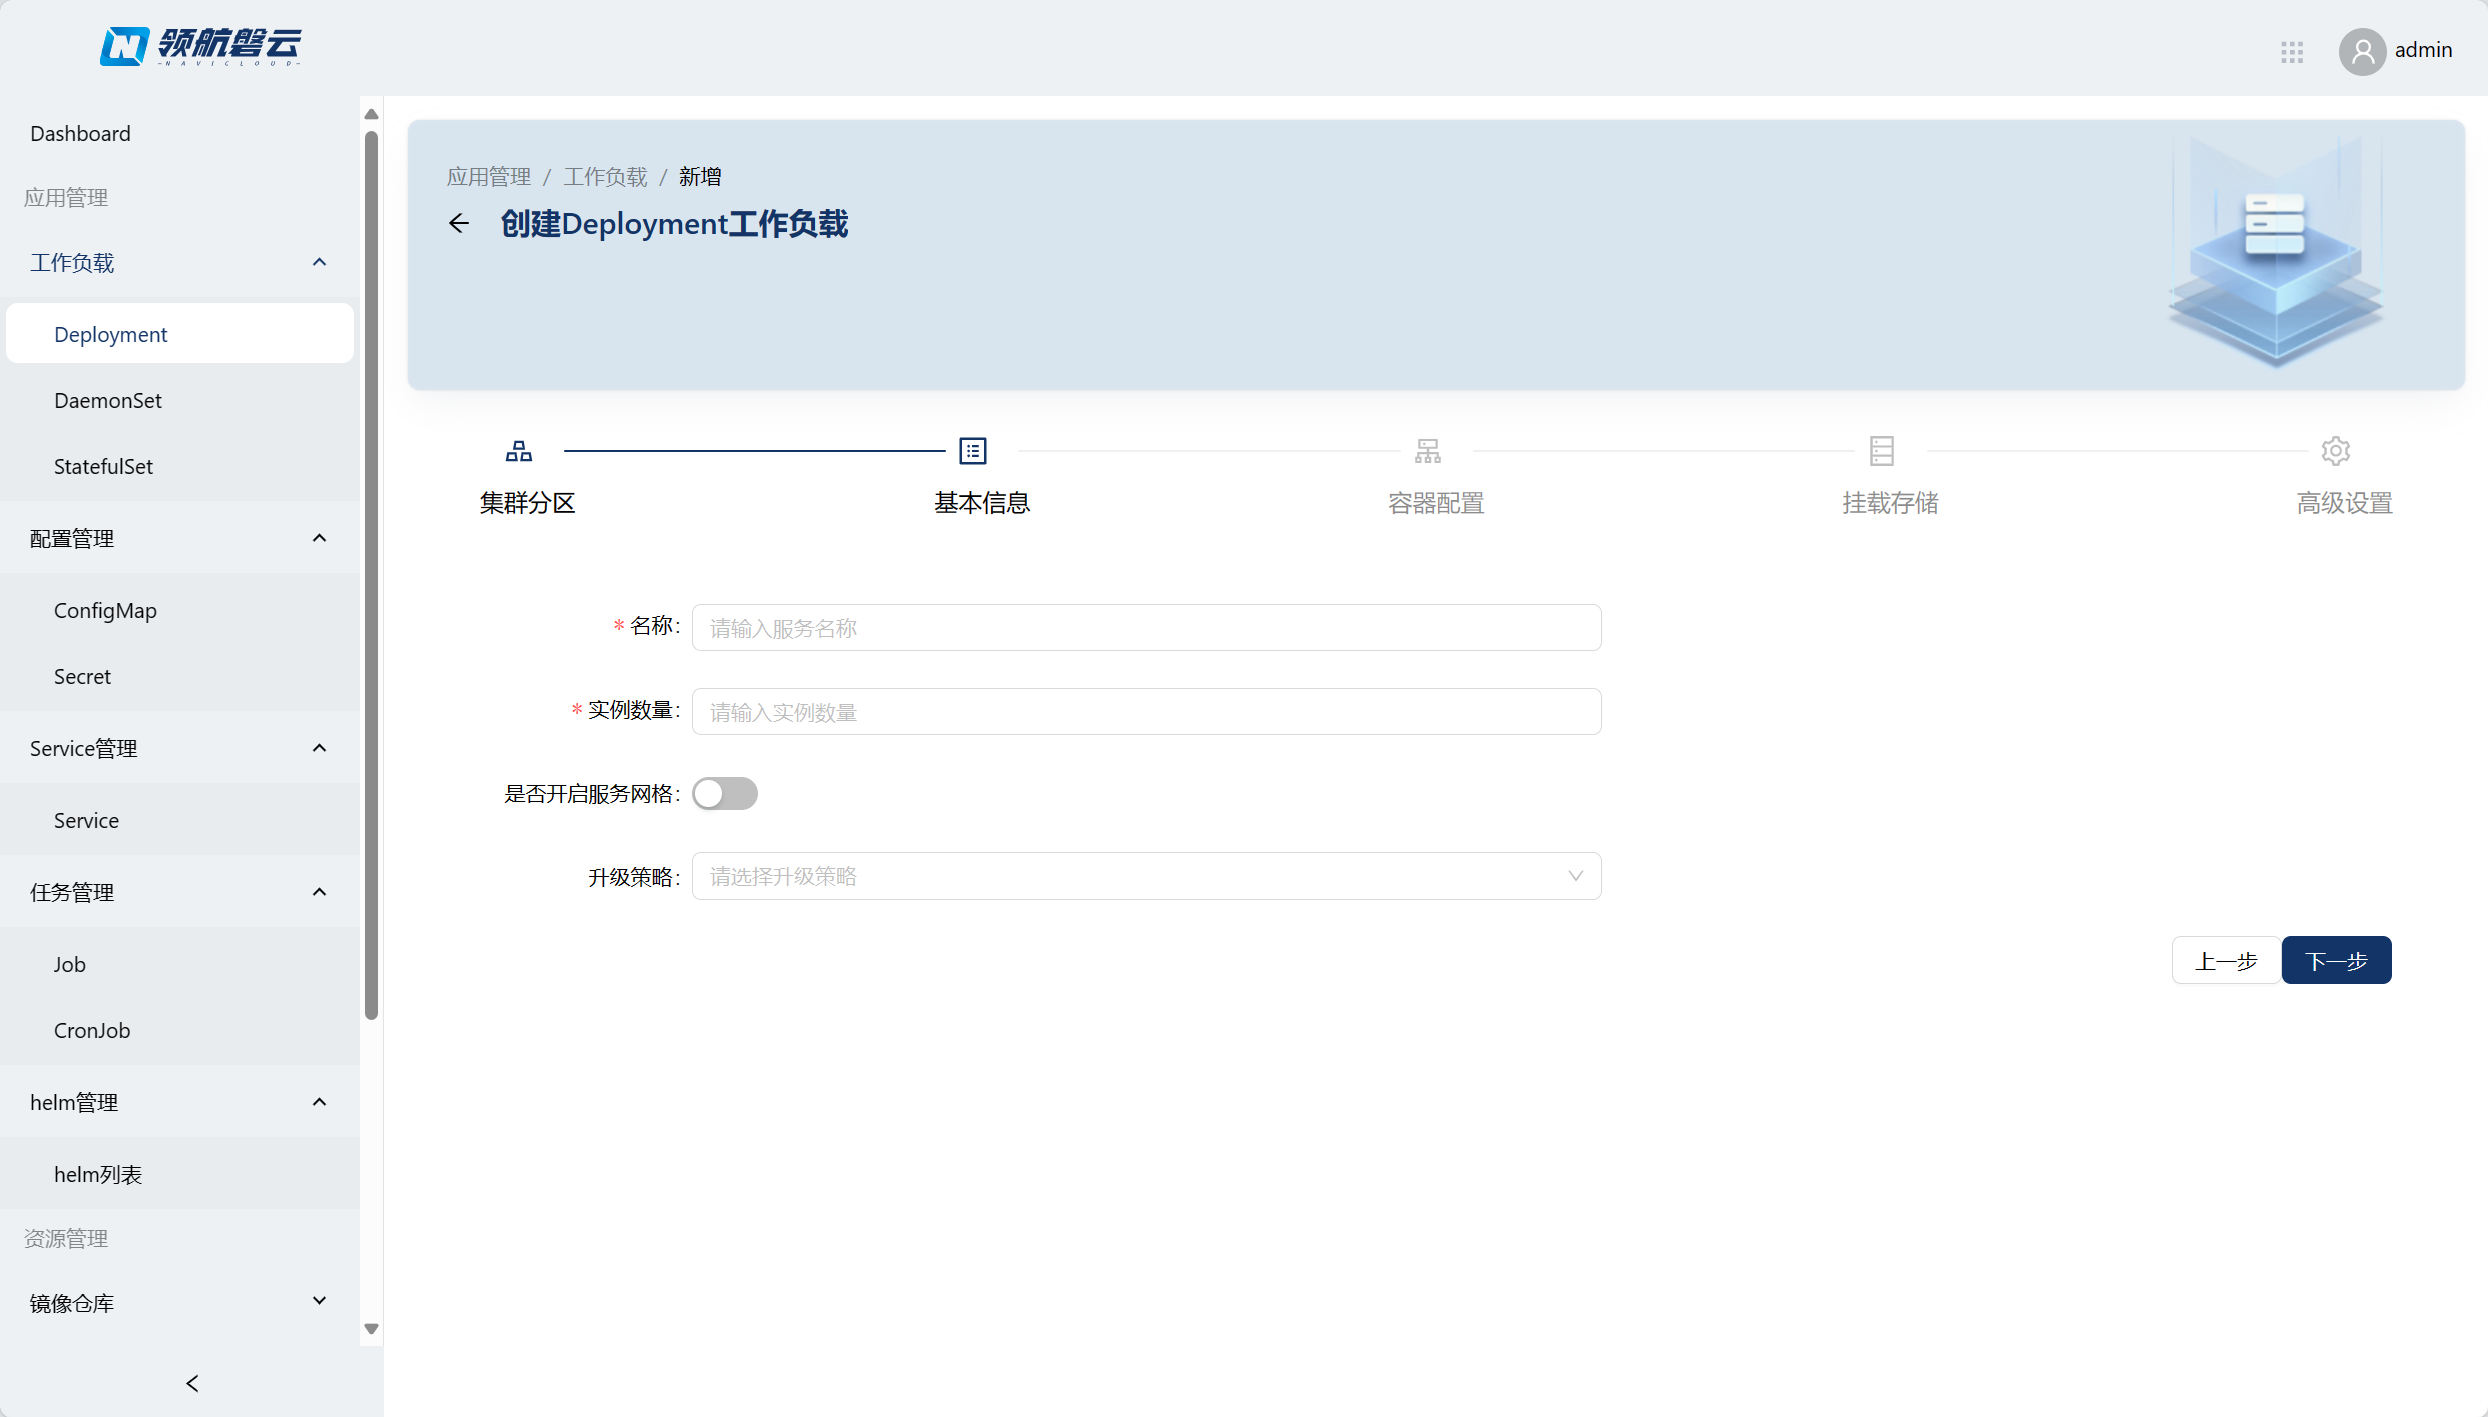 领航磐云
-NAVICLOUD-
admin
Dashboard
应用管理
工作负载
Deployment
DaemonSet
StatefulSet
配置管理
ConfigMap
Secret
Service管理
Service
任务管理
Job
CronJob
helm管理
helm列表
资源管理
镜像仓库
应用管理 / 工作负载 / 新增
创建Deployment工作负载
集群分区
基本信息
容器配置
挂载存储
高级设置
* 名称: 请输入服务名称
* 实例数量: 请输入实例数量
是否开启服务网格:
升级策略: 请选择升级策略
上一步 下一步